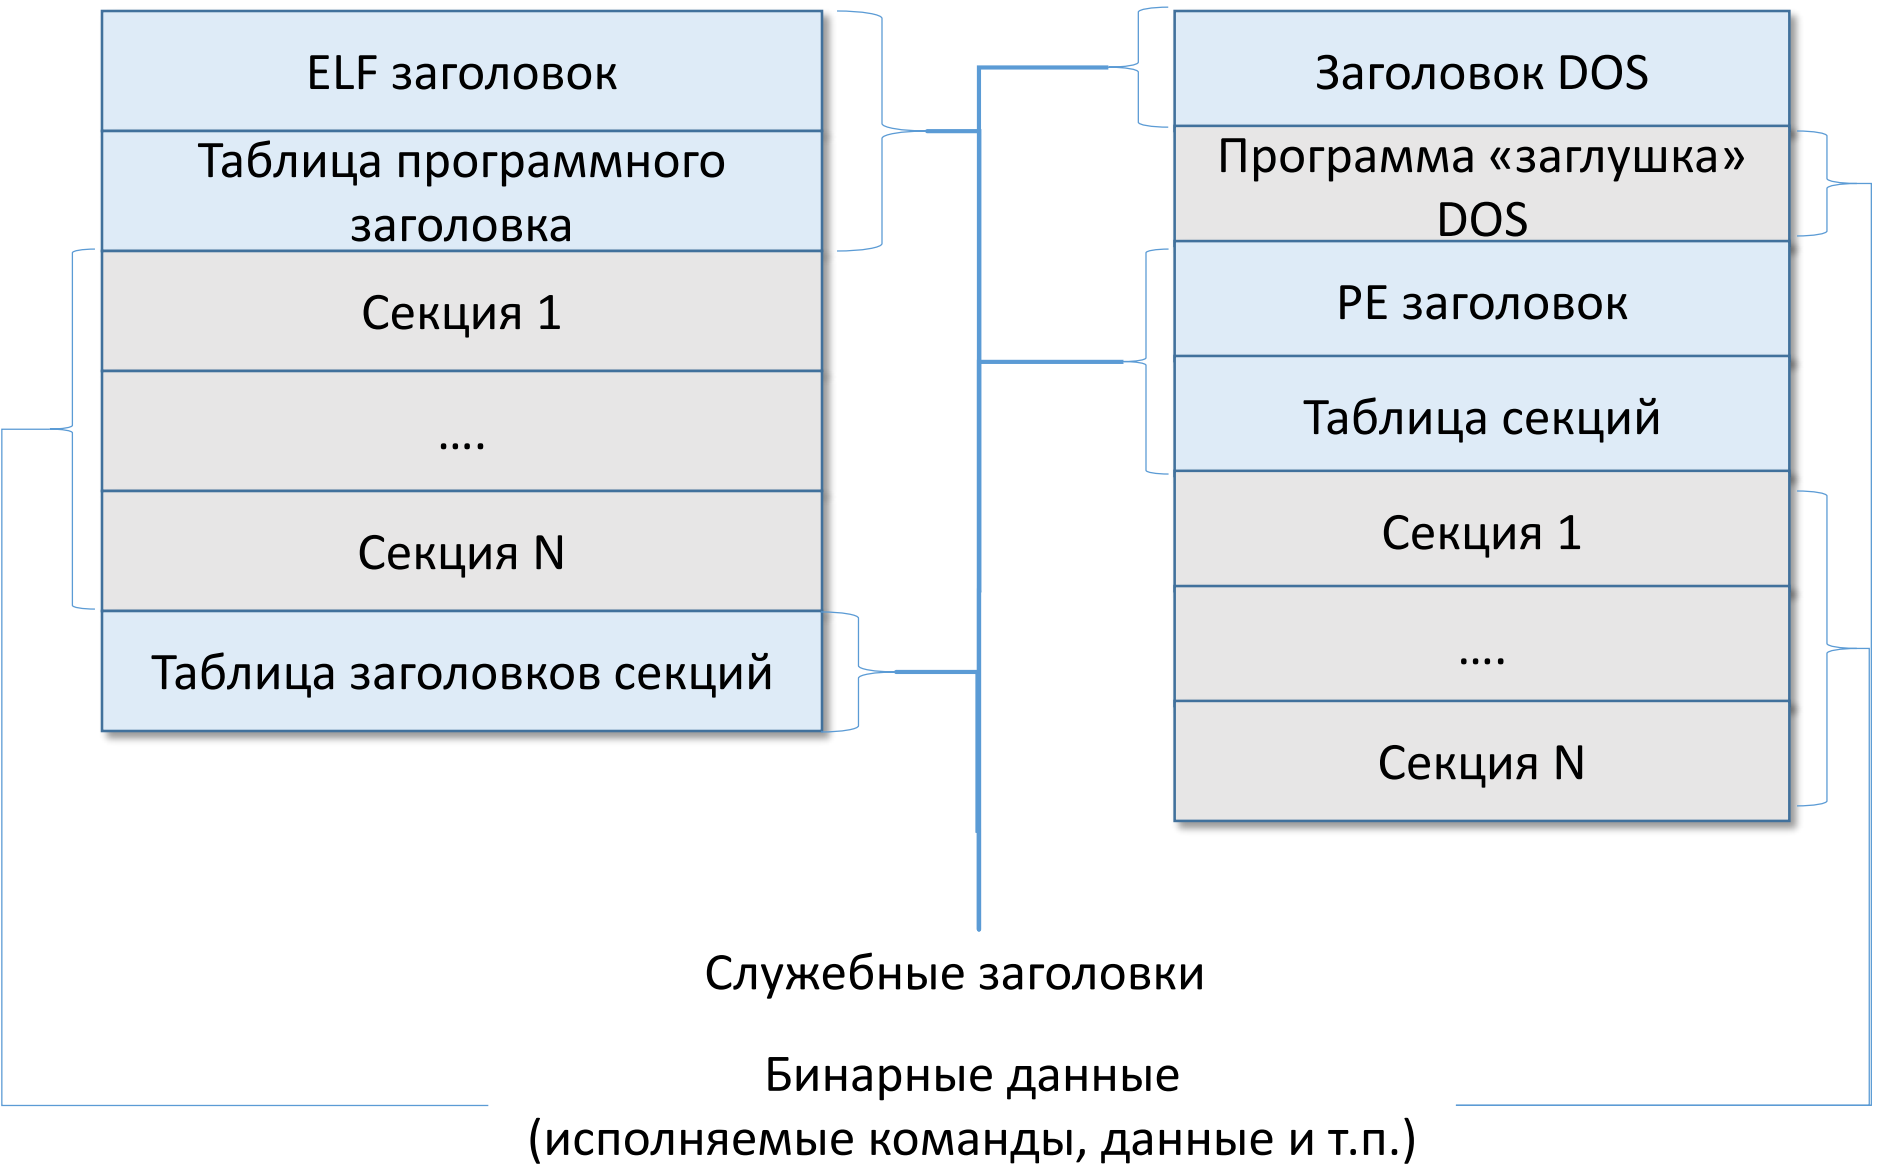 ELF заголовок
Таблица программного
заголовка
Секция 1
....
Секция N
Таблица заголовков секций
Заголовок DOS
Программа «заглушка»
DOS
PE заголовок
Таблица секций
Секция 1
....
Секция N
Служебные заголовки
Бинарные данные
(исполняемые команды, данные и т.п.)